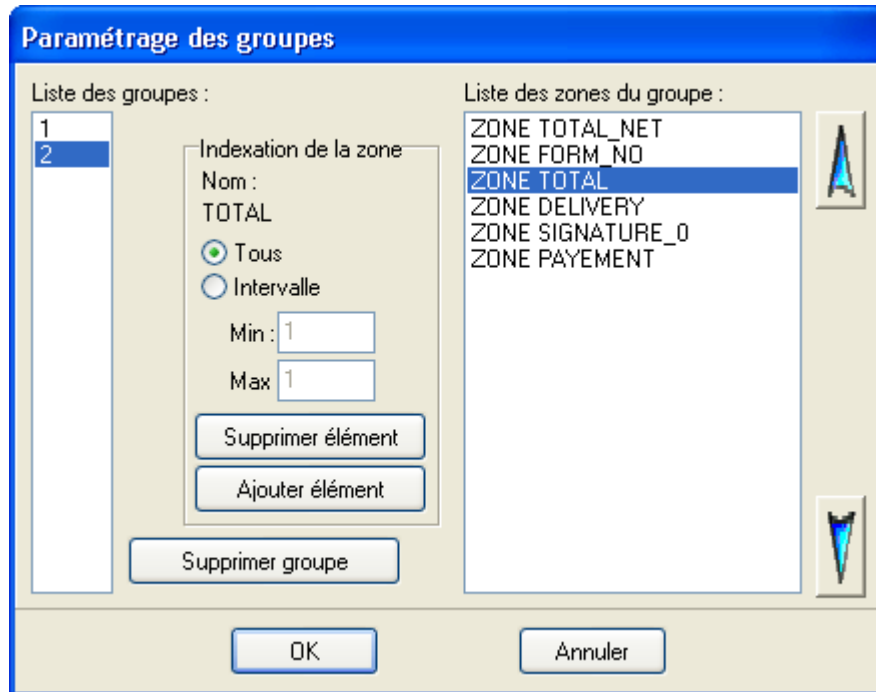 Paramétrage des groupes
Liste des groupes :
1
2
Indexation de la zone
Nom :
TOTAL
Tous
Intervalle
Min : 1
Max 1
Supprimer élément
Ajouter élément
Supprimer groupe
Liste des zones du groupe :
ZONE TOTAL_NET
ZONE FORM_NO
ZONE TOTAL
ZONE DELIVERY
ZONE SIGNATURE_0
ZONE PAYEMENT
OK
Annuler